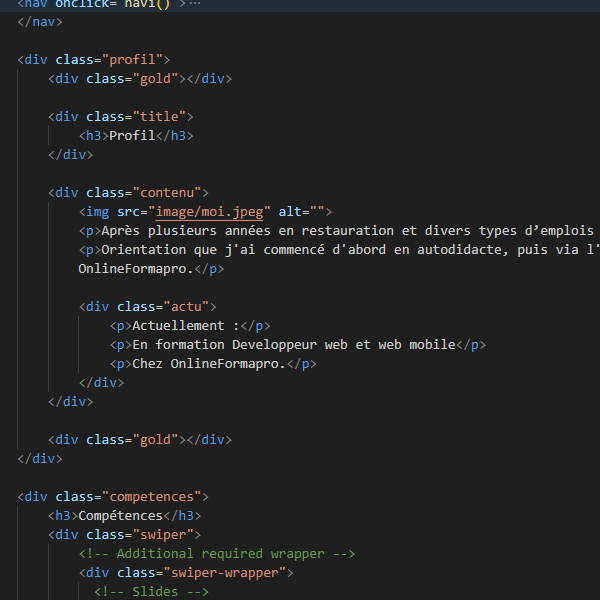 <nav onclick="navi()">...
</nav>
<div class="profil">
<div class="gold"></div>
<div class="title">
<h3>Profil</h3>
</div>
<div class="contenu">
<img src="image/moi.jpeg" alt="">
<p>Après plusieurs années en restauration et divers types d’emplois
<p>Orientation que j'ai commencé d'abord en autodidacte, puis via l'
OnlineFormapro.</p>
<div class="actu">
<p>Actuellement :</p>
<p>En formation Developpeur web et web mobile</p>
<p>Chez OnlineFormapro.</p>
</div>
</div>
<div class="gold"></div>
</div>
<div class="competences">
<h3>Compétences</h3>
<div class="swiper">
<!-- Additional required wrapper -->
<div class="swiper-wrapper">
<!-- Slides -->